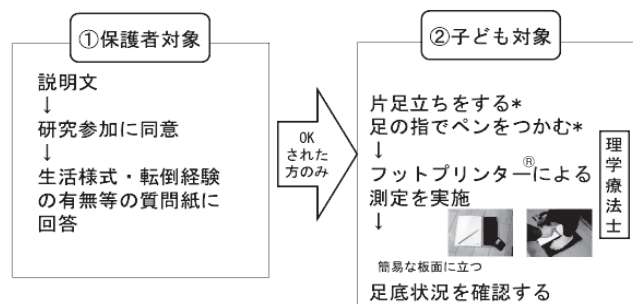 ①保護者対象
説明文
↓
研究参加に同意
↓
生活様式・転倒経験
の有無等の質問紙に
回答
OK
された
方のみ
②子ども対象
片足立ちをする*
足の指でペンをつかむ*
↓
フットプリンター®による
測定を実施
↓
簡易な板面に立つ
足底状況を確認する
理学療法士